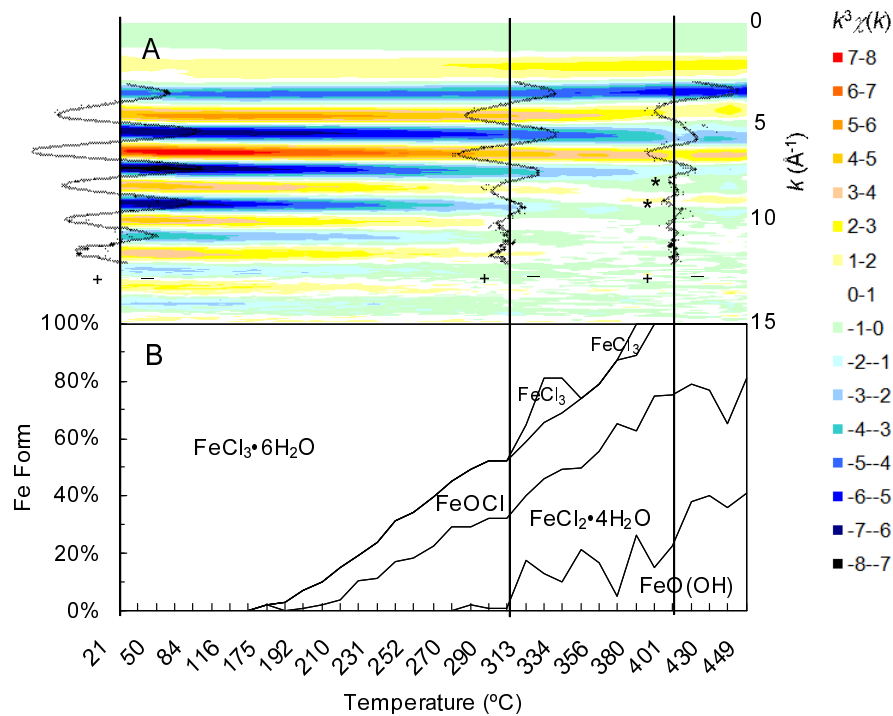 A
0
5
10
15
k (Å-1)
+ — + — + —
* *
k3χ(k)
7-8
6-7
5-6
4-5
3-4
2-3
1-2
0-1
-1-0
-2--1
-3--2
-4--3
-5--4
-6--5
-7--6
-8--7
B
100%
80%
60%
40%
20%
0%
Fe Form
FeCl3
FeCl3
FeCl3•6H2O
FeOCl
FeCl2•4H2O
FeO(OH)
21 50 84 116 175 192 210 231 252 270 290 313 334 356 380 401 430 449
Temperature (ºC)